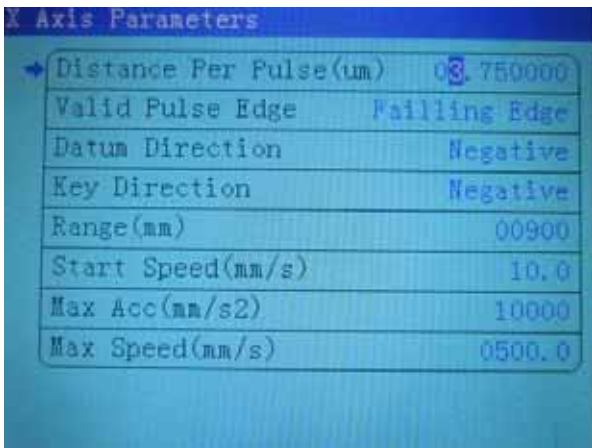 X Axis Parameters
Distance Per Pulse(um) 03.750000
Valid Pulse Edge Failling Edge
Datum Direction Negative
Key Direction Negative
Range(mm) 00900
Start Speed(mm/s) 10.0
Max Acc(mm/s2) 10000
Max Speed(mm/s) 0500.0